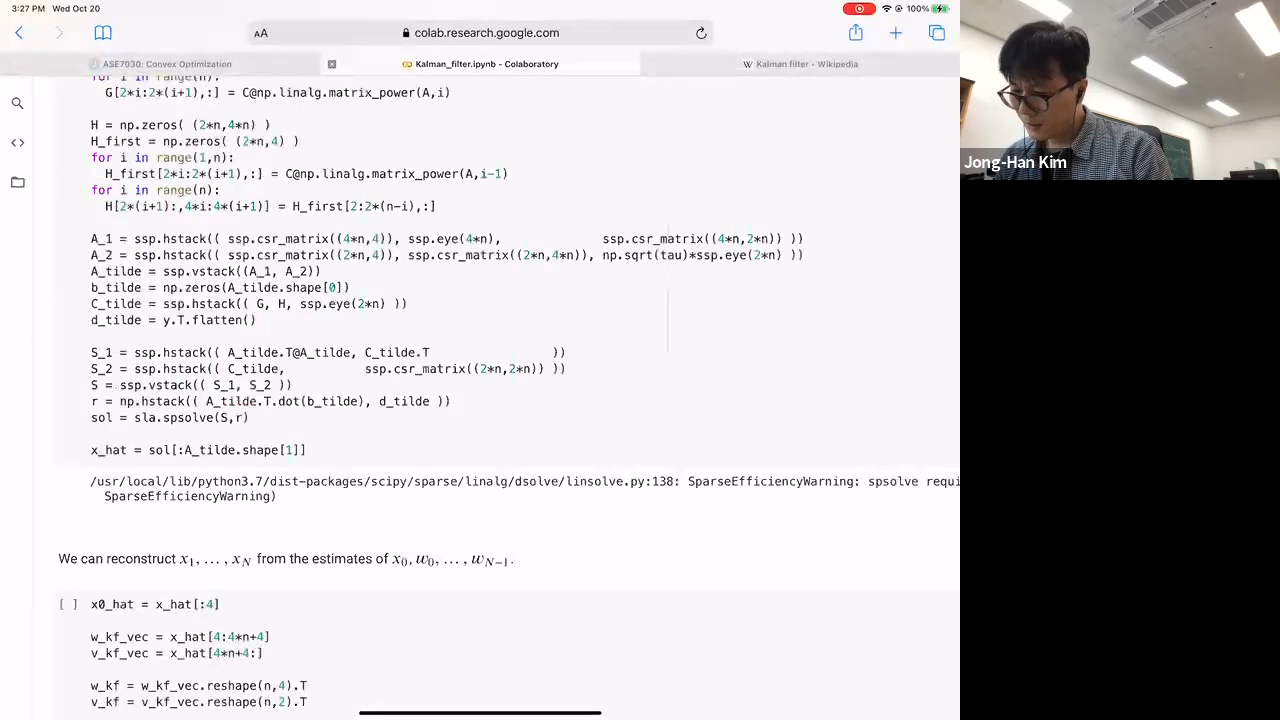 3:27 PM Wed Oct 20
100%
AA
colab.research.google.com
ASE7030: Convex Optimization
Kalman_filter.ipynb - Colaboratory
W Kalman filter - Wikipedia
for i in range(n):
G[2*i:2*(i+1),:] = C@np.linalg.matrix_power(A,i)
H = np.zeros( (2*n,4*n) )
H_first = np.zeros( (2*n,4) )
for i in range(1,n):
H_first[2*i:2*(i+1),:] = C@np.linalg.matrix_power(A,i-1)
for i in range(n):
H[2*(i+1):,4*i:4*(i+1)] = H_first[2:2*(n-i),:]
A_1 = ssp.hstack(( ssp.csr_matrix((4*n,4)), ssp.eye(4*n), ssp.csr_matrix((4*n,2*n)) ))
A_2 = ssp.hstack(( ssp.csr_matrix((2*n,4)), ssp.csr_matrix((2*n,4*n)), np.sqrt(tau)*ssp.eye(2*n) ))
A_tilde = ssp.vstack((A_1, A_2))
b_tilde = np.zeros(A_tilde.shape[0])
C_tilde = ssp.hstack(( G, H, ssp.eye(2*n) ))
d_tilde = y.T.flatten()
S_1 = ssp.hstack(( A_tilde.T@A_tilde, C_tilde.T ))
S_2 = ssp.hstack(( C_tilde, ssp.csr_matrix((2*n,2*n)) ))
S = ssp.vstack(( S_1, S_2 ))
r = np.hstack(( A_tilde.T.dot(b_tilde), d_tilde ))
sol = sla.spsolve(S,r)
x_hat = sol[:A_tilde.shape[1]]
/usr/local/lib/python3.7/dist-packages/scipy/sparse/linalg/dsolve/linsolve.py:138: SparseEfficiencyWarning: spsolve requi
SparseEfficiencyWarning)
We can reconstruct x₁, . . . , x_N from the estimates of x₀, w₀, . . . , w_{N−1}.
[ ] x0_hat = x_hat[:4]
w_kf_vec = x_hat[4:4*n+4]
v_kf_vec = x_hat[4*n+4:]
w_kf = w_kf_vec.reshape(n,4).T
v_kf = v_kf_vec.reshape(n,2).T
Jong-Han Kim